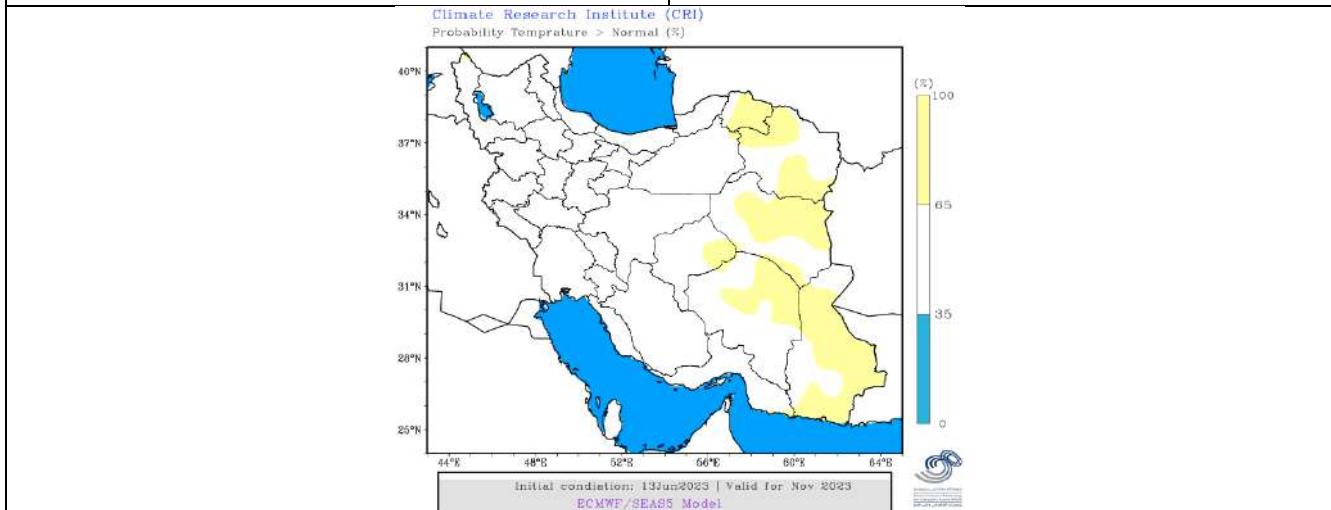 Climate Research Institute (CRI)
Probability Temprature > Normal (%)
(%)
40°N
100
37°N
65
34°N
31°N
35
28°N
25°N
0
44°E 48°E 52°E 56°E 60°E 64°E
Initial condiation: 13Jun2023 | Valid for Nov 2023
ECMWF/SEAS5 Model